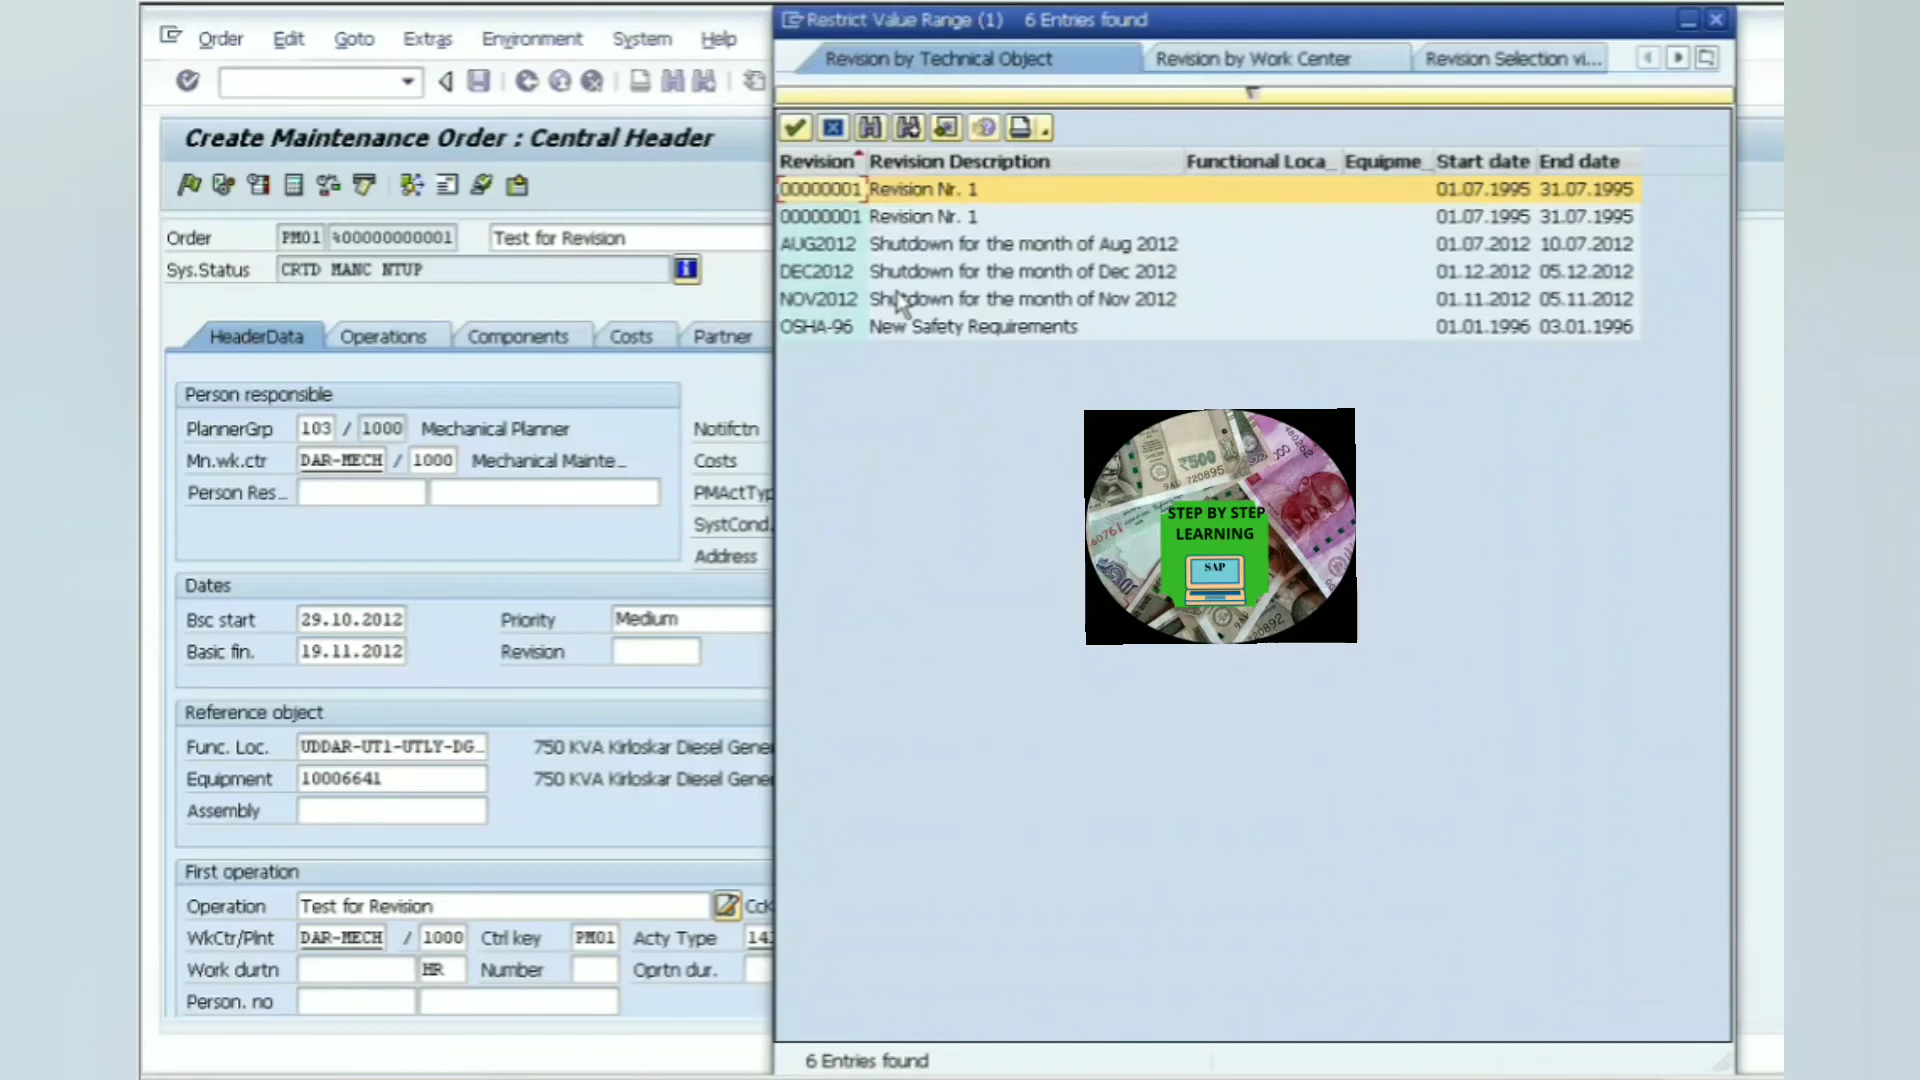 Order Edit Goto Extras Environment System Help
Create Maintenance Order : Central Header
Order PM01 %00000000001 Test for Revision
Sys.Status CRTD MANC NTUP
HeaderData Operations Components Costs Partner
Person responsible
PlannerGrp 103 / 1000 Mechanical Planner Notifctn
Mn.wk.ctr DAR-MECH / 1000 Mechanical Mainte... Costs
Person Res... PMActTyp
SystCond.
Address
Dates
Bsc start 29.10.2012 Priority Medium
Basic fin. 19.11.2012 Revision
Reference object
Func. Loc. UDDAR-UT1-UTLY-DG... 750 KVA Kirloskar Diesel Gene
Equipment 10006641 750 KVA Kirloskar Diesel Gene
Assembly
First operation
Operation Test for Revision
WkCtr/Plnt DAR-MECH / 1000 Ctrl key PM01 Acty Type 14
Work durtn HR Number Oprtn dur.
Person. no
Restrict Value Range (1) 6 Entries found
Revision by Technical Object Revision by Work Center Revision Selection vi...
Revision Revision Description Functional Loca... Equipme... Start date End date
00000001 Revision Nr. 1 01.07.1995 31.07.1995
00000001 Revision Nr. 1 01.07.1995 31.07.1995
AUG2012 Shutdown for the month of Aug 2012 01.07.2012 10.07.2012
DEC2012 Shutdown for the month of Dec 2012 01.12.2012 05.12.2012
NOV2012 Shutdown for the month of Nov 2012 01.11.2012 05.11.2012
OSHA-96 New Safety Requirements 01.01.1996 03.01.1996
₹500
720895
STEP BY STEP
LEARNING
SAP
720892
6 Entries found